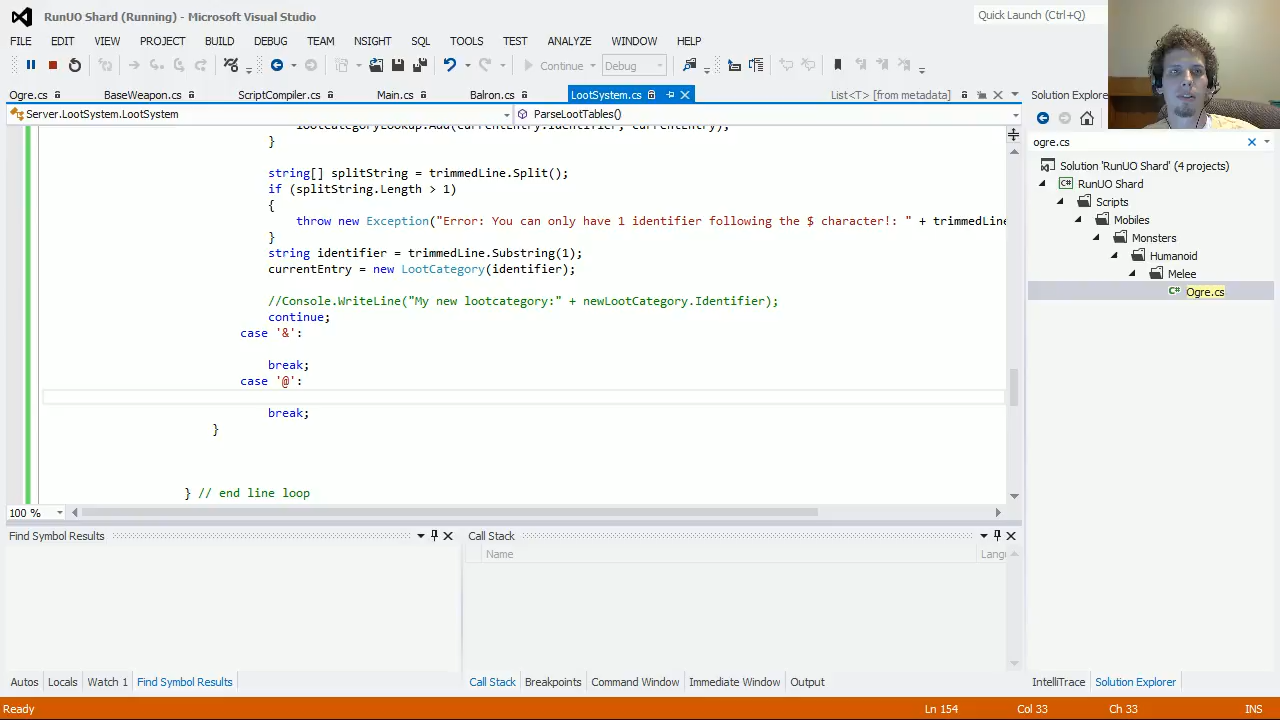 RunUO Shard (Running) - Microsoft Visual Studio
Quick Launch (Ctrl+Q)
FILE EDIT VIEW PROJECT BUILD DEBUG TEAM NSIGHT SQL TOOLS TEST ANALYZE WINDOW HELP
Continue Debug
Ogre.cs BaseWeapon.cs ScriptCompiler.cs Main.cs Balron.cs LootSystem.cs List<T> [from metadata]
Solution Explore
Server.LootSystem.LootSystem ParseLootTables()
ogre.cs
}
string[] splitString = trimmedLine.Split();
if (splitString.Length > 1)
{
throw new Exception("Error: You can only have 1 identifier following the $ character!: " + trimmedLine
}
string identifier = trimmedLine.Substring(1);
currentEntry = new LootCategory(identifier);
//Console.WriteLine("My new lootcategory:" + newLootCategory.Identifier);
continue;
case '&':
break;
case '@':
break;
}
} // end line loop
100 %
Solution 'RunUO Shard' (4 projects)
RunUO Shard
Scripts
Mobiles
Monsters
Humanoid
Melee
Ogre.cs
Find Symbol Results
Call Stack
Name
Langu
Autos Locals Watch 1 Find Symbol Results
Call Stack Breakpoints Command Window Immediate Window Output
IntelliTrace Solution Explorer
Ready
Ln 154 Col 33 Ch 33 INS